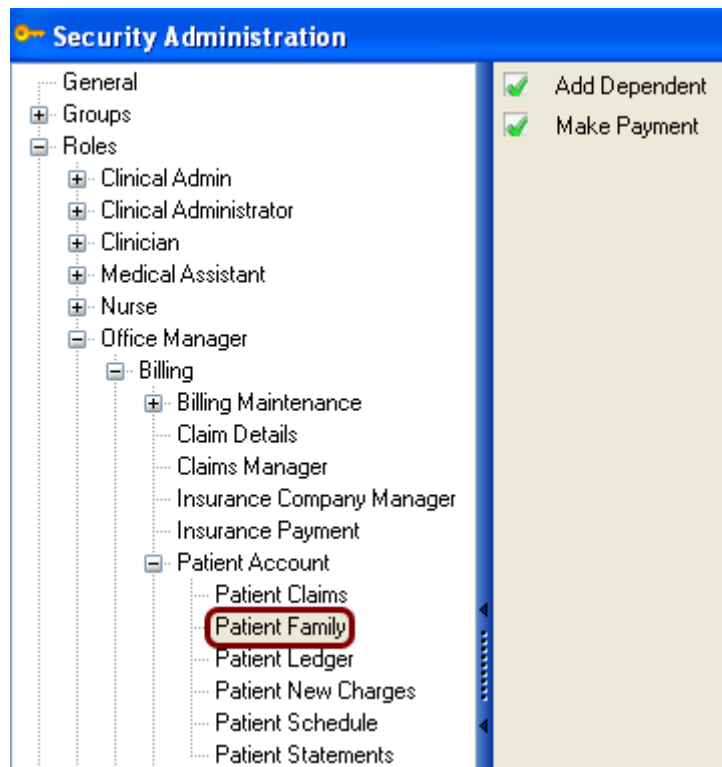 Security Administration
General
Groups
Roles
Clinical Admin
Clinical Administrator
Clinician
Medical Assistant
Nurse
Office Manager
Billing
Billing Maintenance
Claim Details
Claims Manager
Insurance Company Manager
Insurance Payment
Patient Account
Patient Claims
Patient Family
Patient Ledger
Patient New Charges
Patient Schedule
Patient Statements
Add Dependent
Make Payment